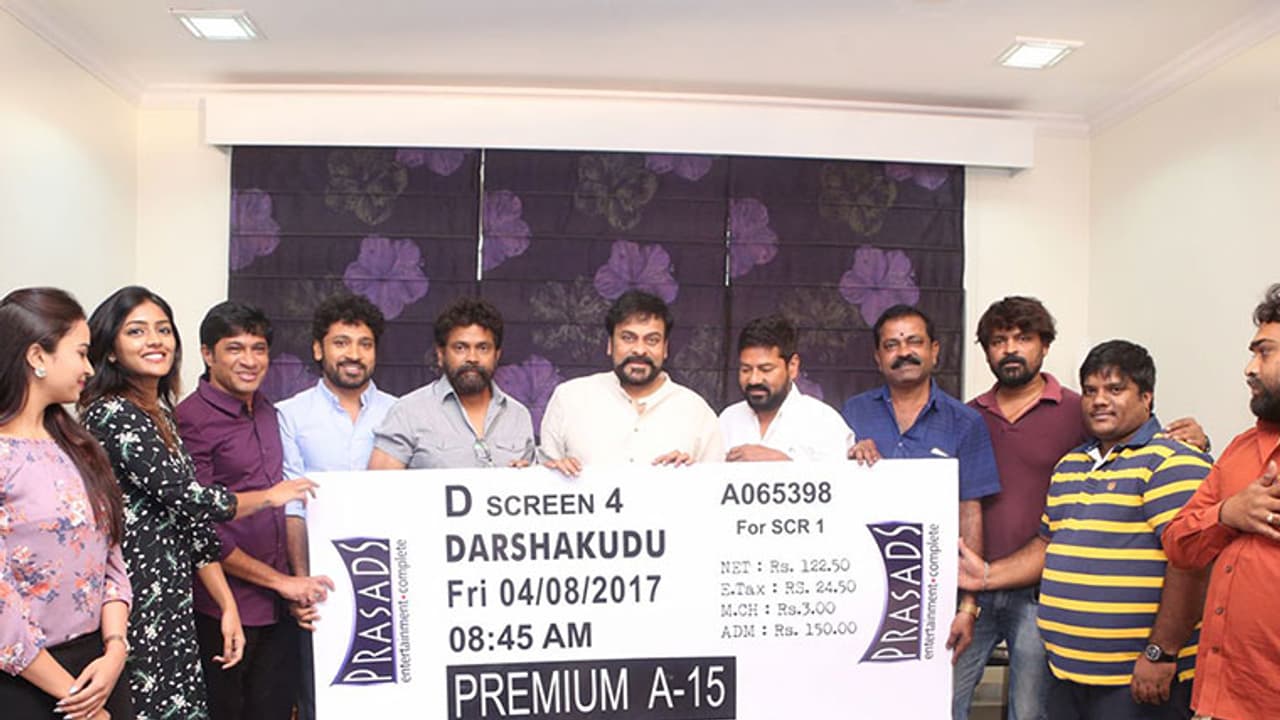 PRASADS
entertainment•complete
D SCREEN 4
DARSHAKUDU
Fri 04/08/2017
08:45 AM
PREMIUM A-15
A065398
For SCR 1
NET : Rs. 122.50
E.Tax : RS. 24.50
M.CH : Rs.3.00
ADM : Rs. 150.00
PRASADS
entertainment•complete